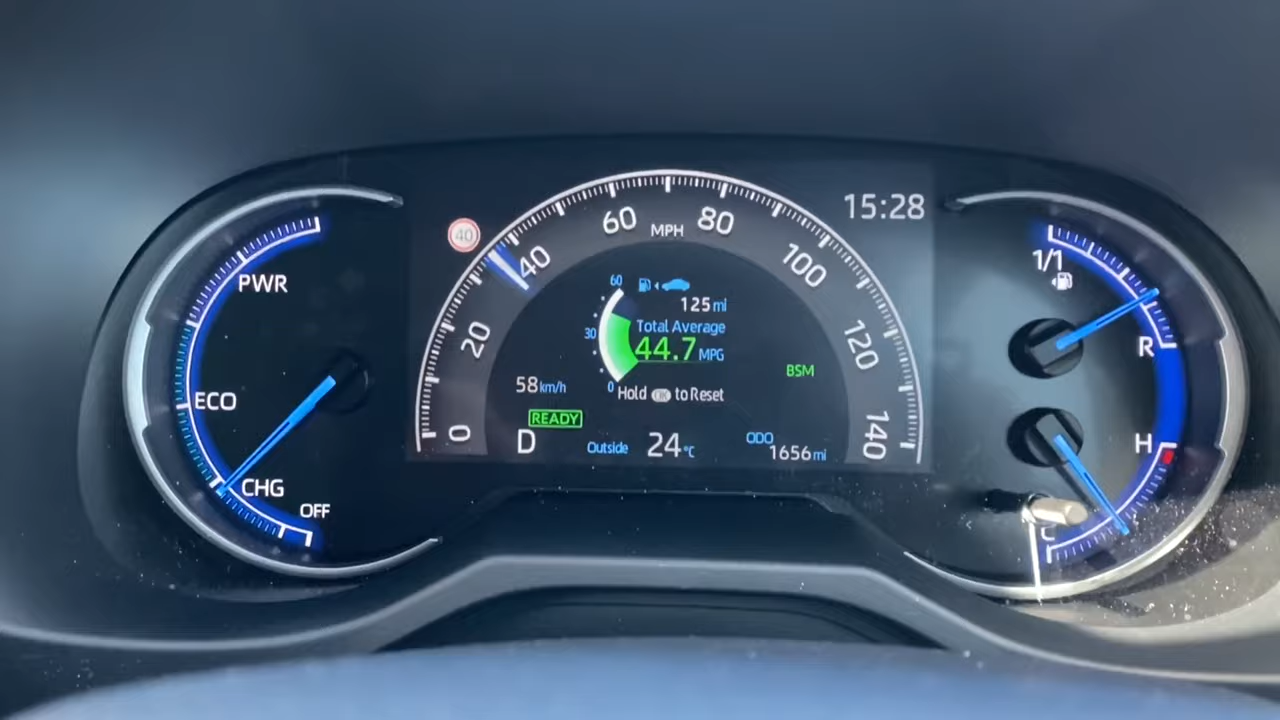 PWR
ECO
CHG
OFF
40
0
20
40
60
80
100
120
140
MPH
15:28
60
30
0
125 mi
Total Average
44.7 MPG
Hold OK to Reset
58 km/h
BSM
READY
D
Outside 24 °C
ODO
1656 mi
1/1
R
H
C